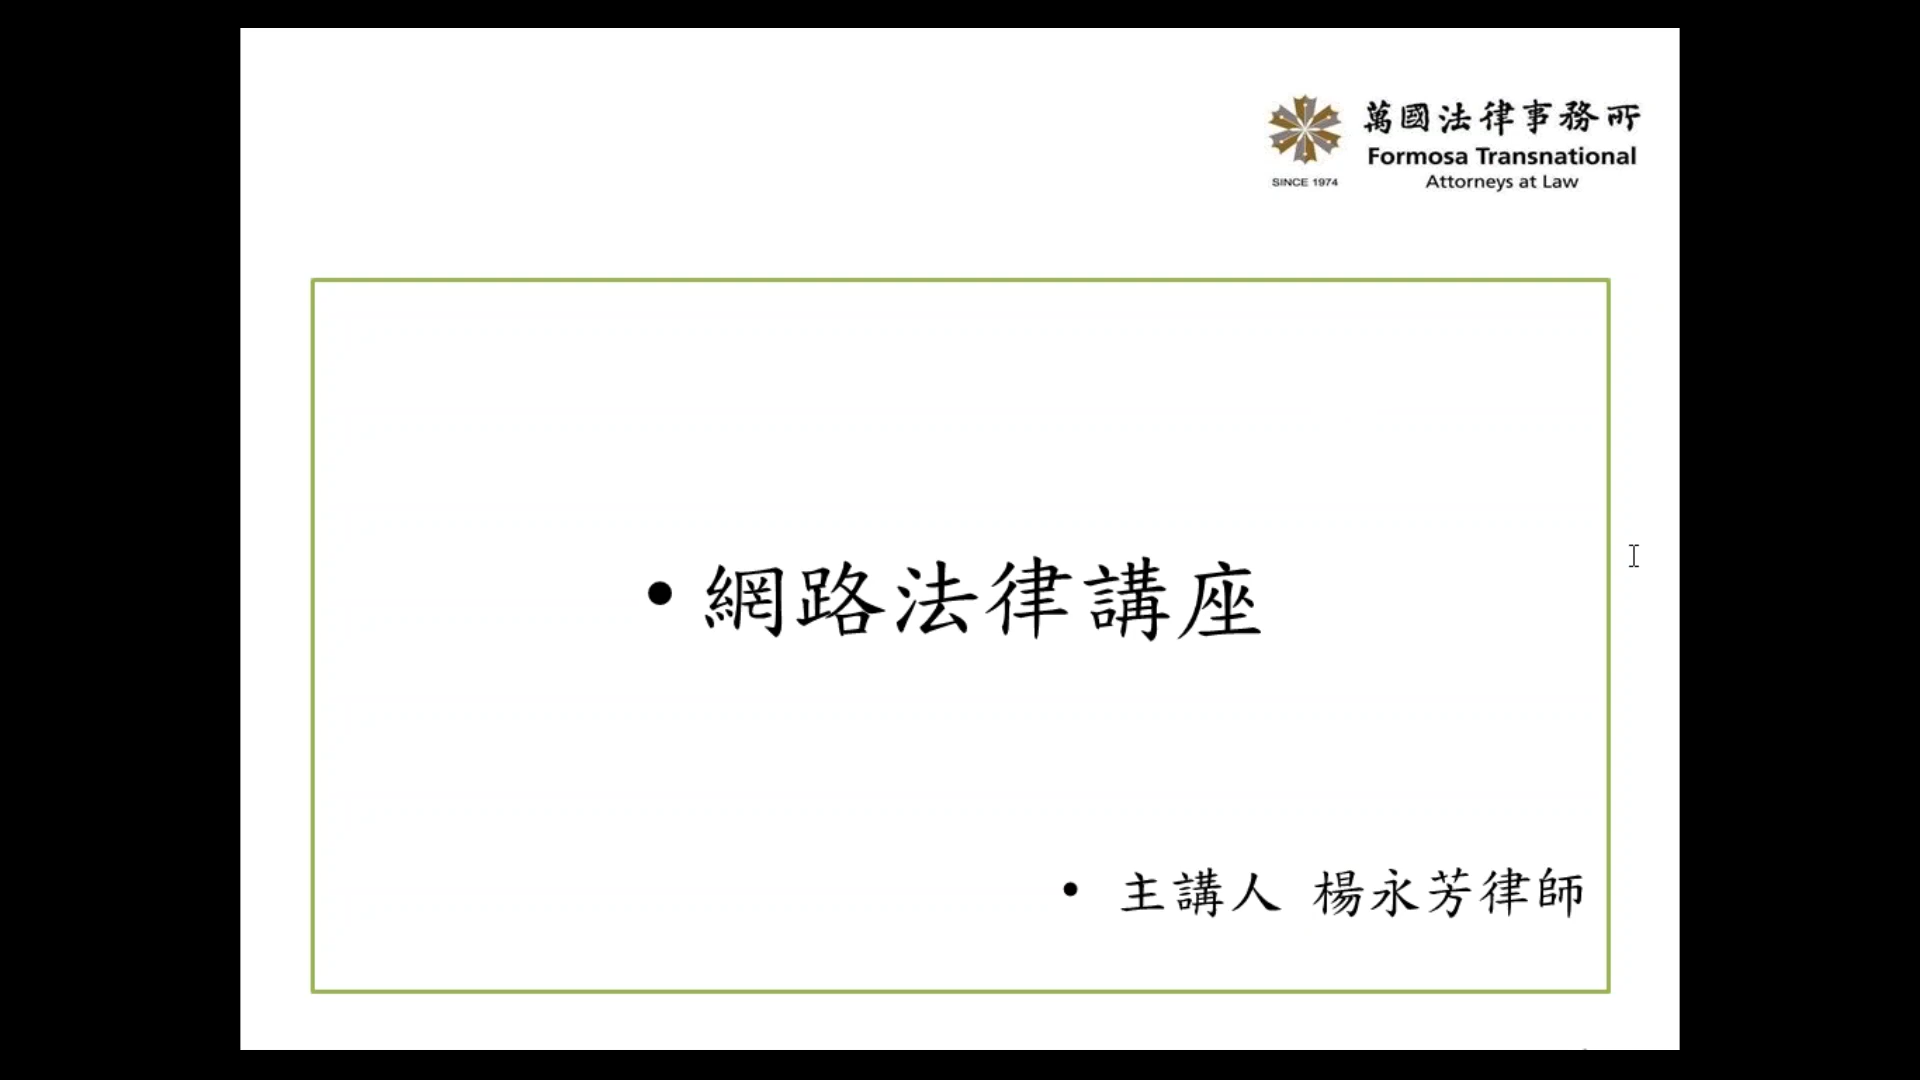 萬國法律事務所
Formosa Transnational
Attorneys at Law
SINCE 1974
• 網路法律講座
• 主講人 楊永芳律師